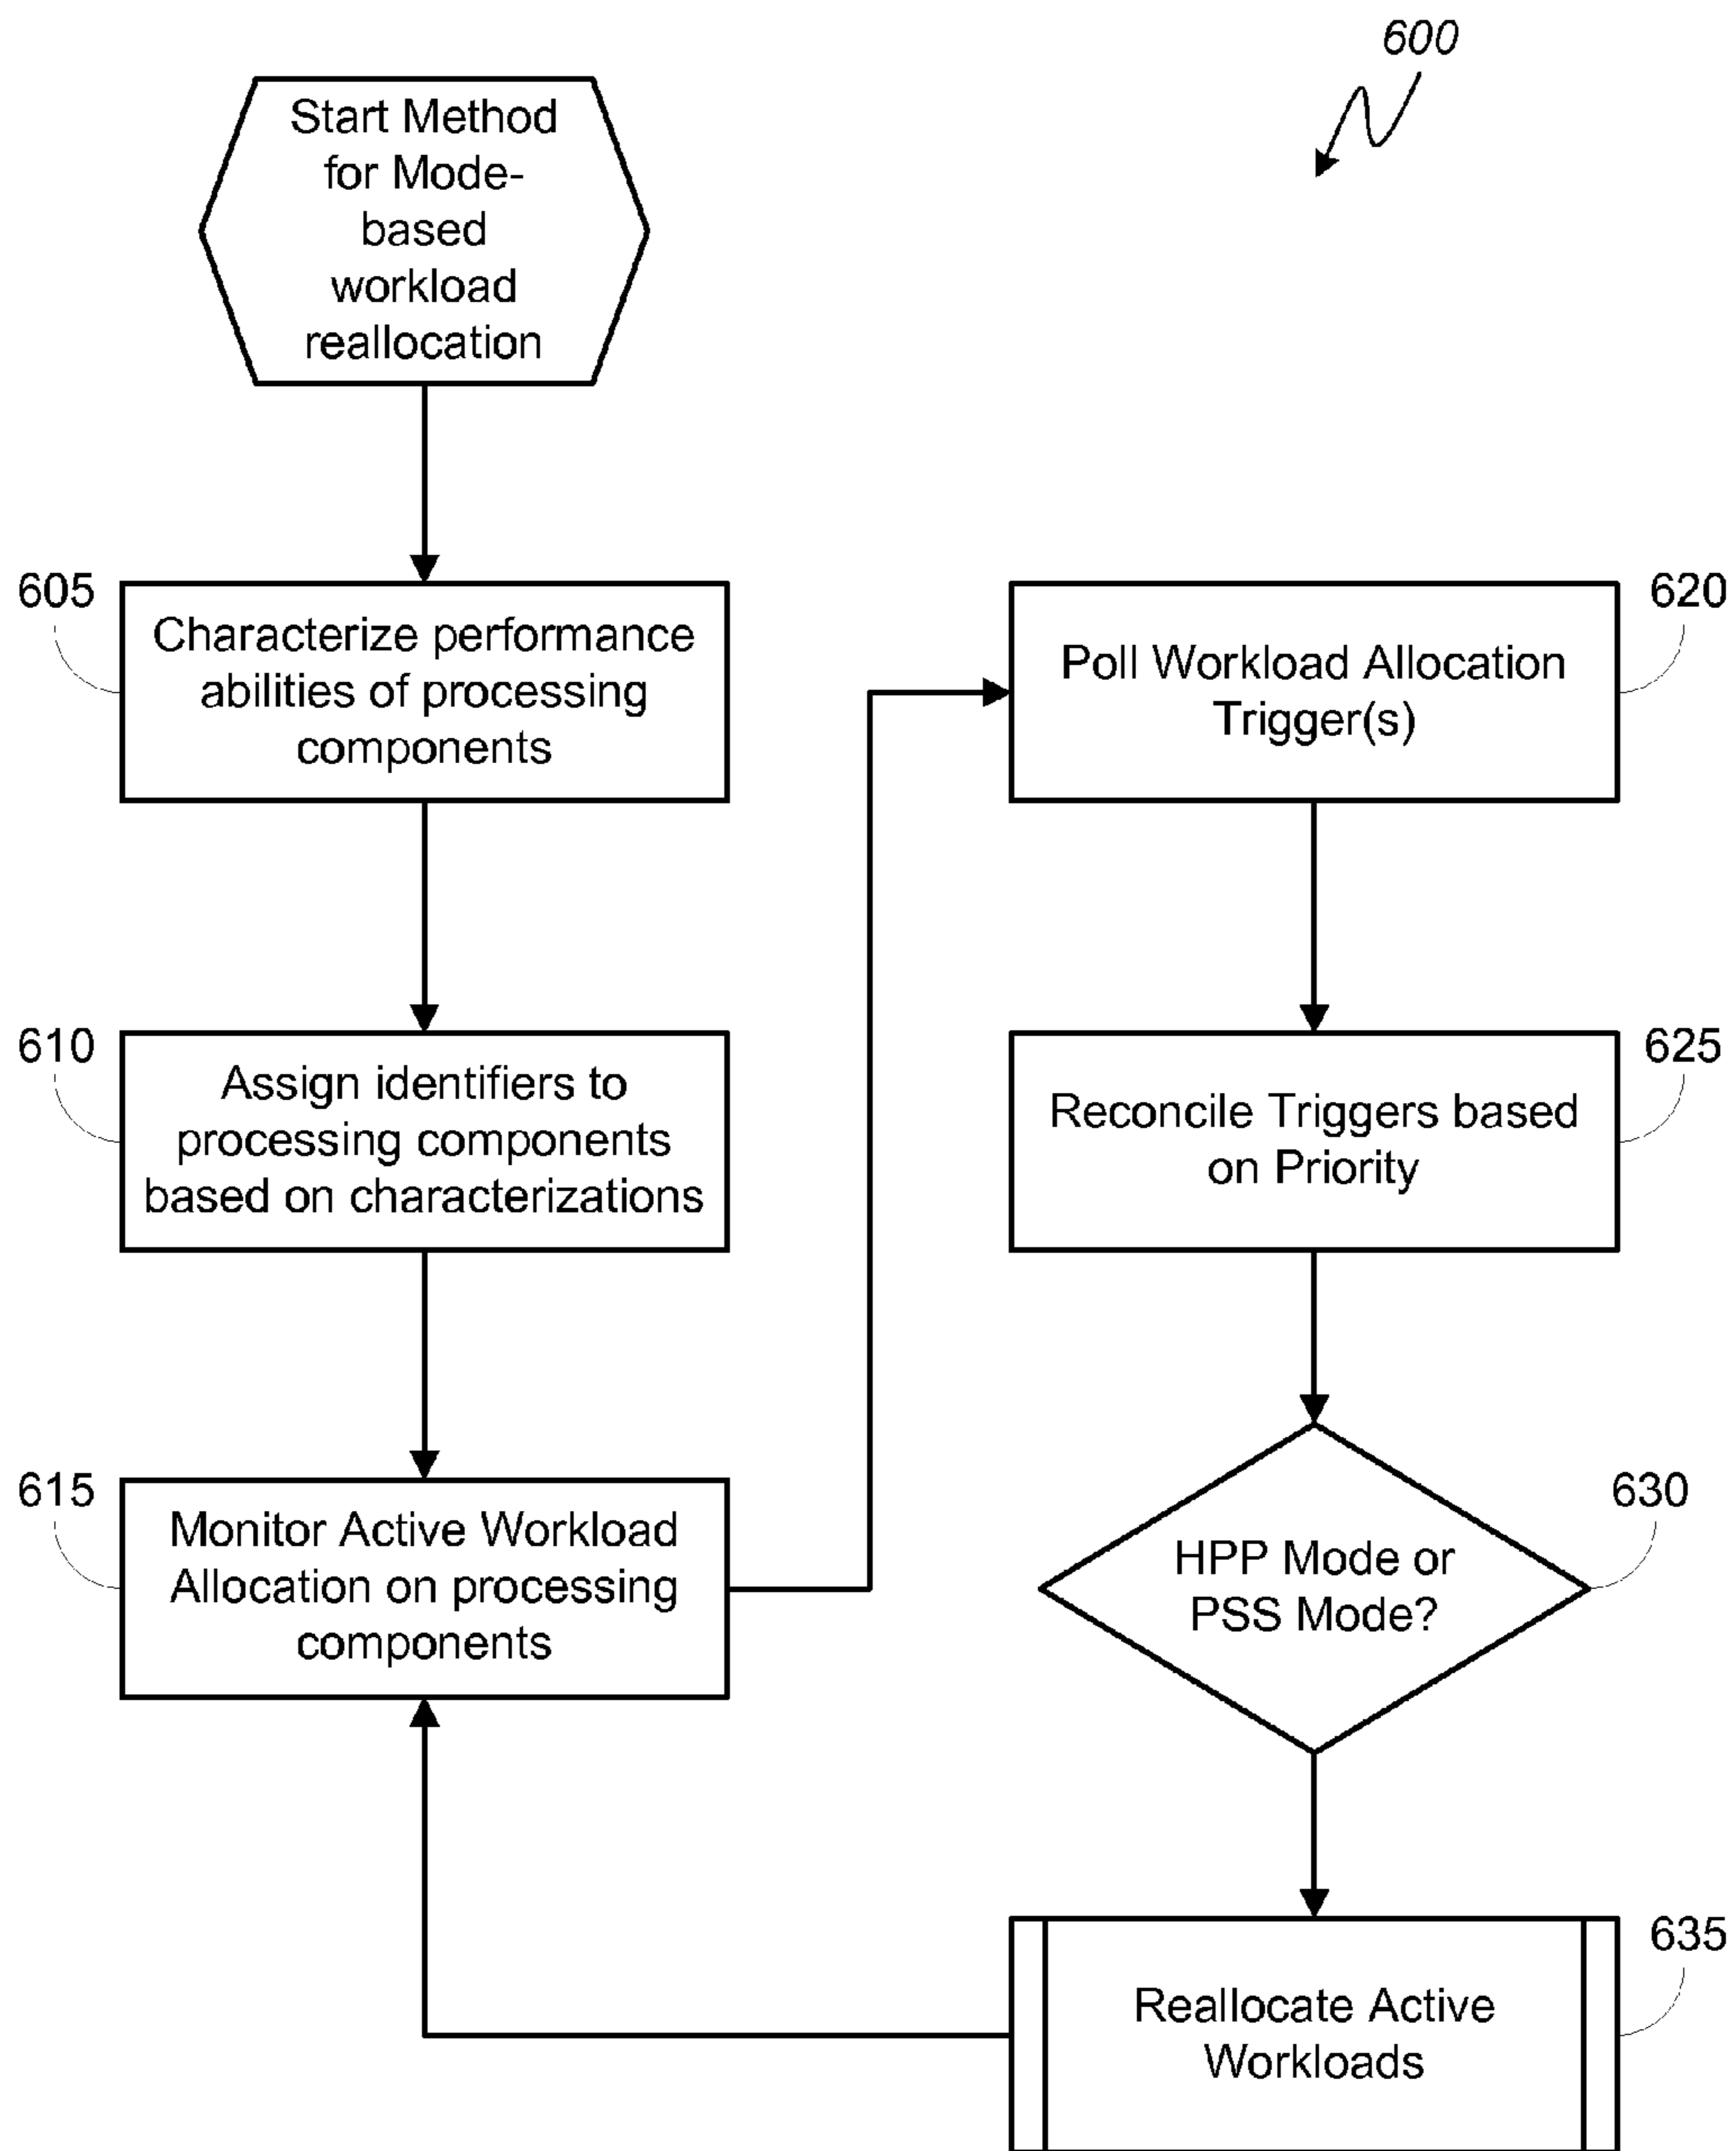 600
Start Method
for Mode-
based
workload
reallocation
605
Characterize performance
abilities of processing
components
610
Assign identifiers to
processing components
based on characterizations
615
Monitor Active Workload
Allocation on processing
components
620
Poll Workload Allocation
Trigger(s)
625
Reconcile Triggers based
on Priority
630
HPP Mode or
PSS Mode?
635
Reallocate Active
Workloads